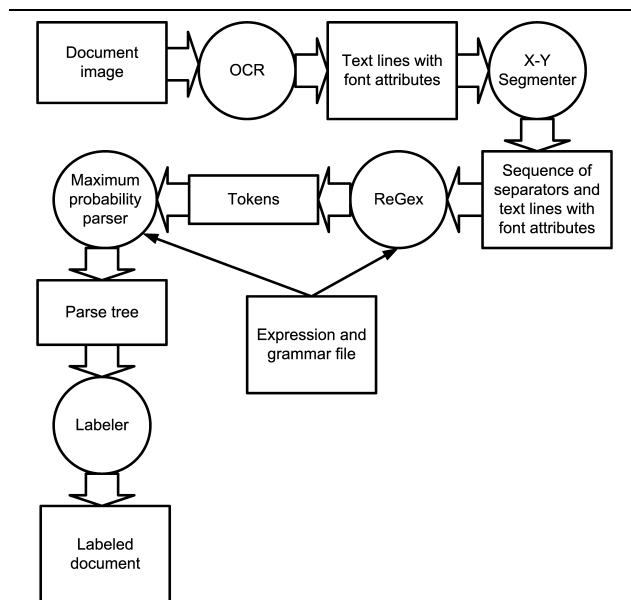 Document
image
OCR
Text lines with
font attributes
X-Y
Segmenter
Maximum
probability
parser
Tokens
ReGex
Sequence of
separators and
text lines with
font attributes
Parse tree
Expression and
grammar file
Labeler
Labeled
document